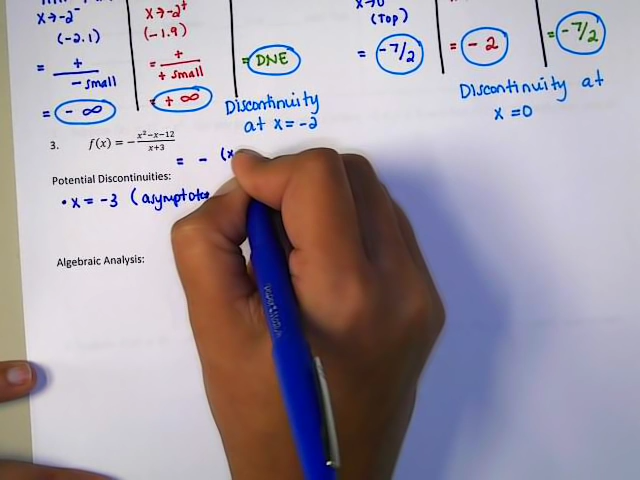 x→-2⁻ x→-2⁺ x→0
(-2.1) (-1.9) (TOP)
= + / - small = + / + small = DNE = -7/2 = -2 = -7/2
= -∞ = +∞
Discontinuity at x = -2
Discontinuity at x = 0
3. f(x) = -\frac{x²-x-12}{x+3}
= - (x
Potential Discontinuities:
• x = -3 (asymptote
Algebraic Analysis: